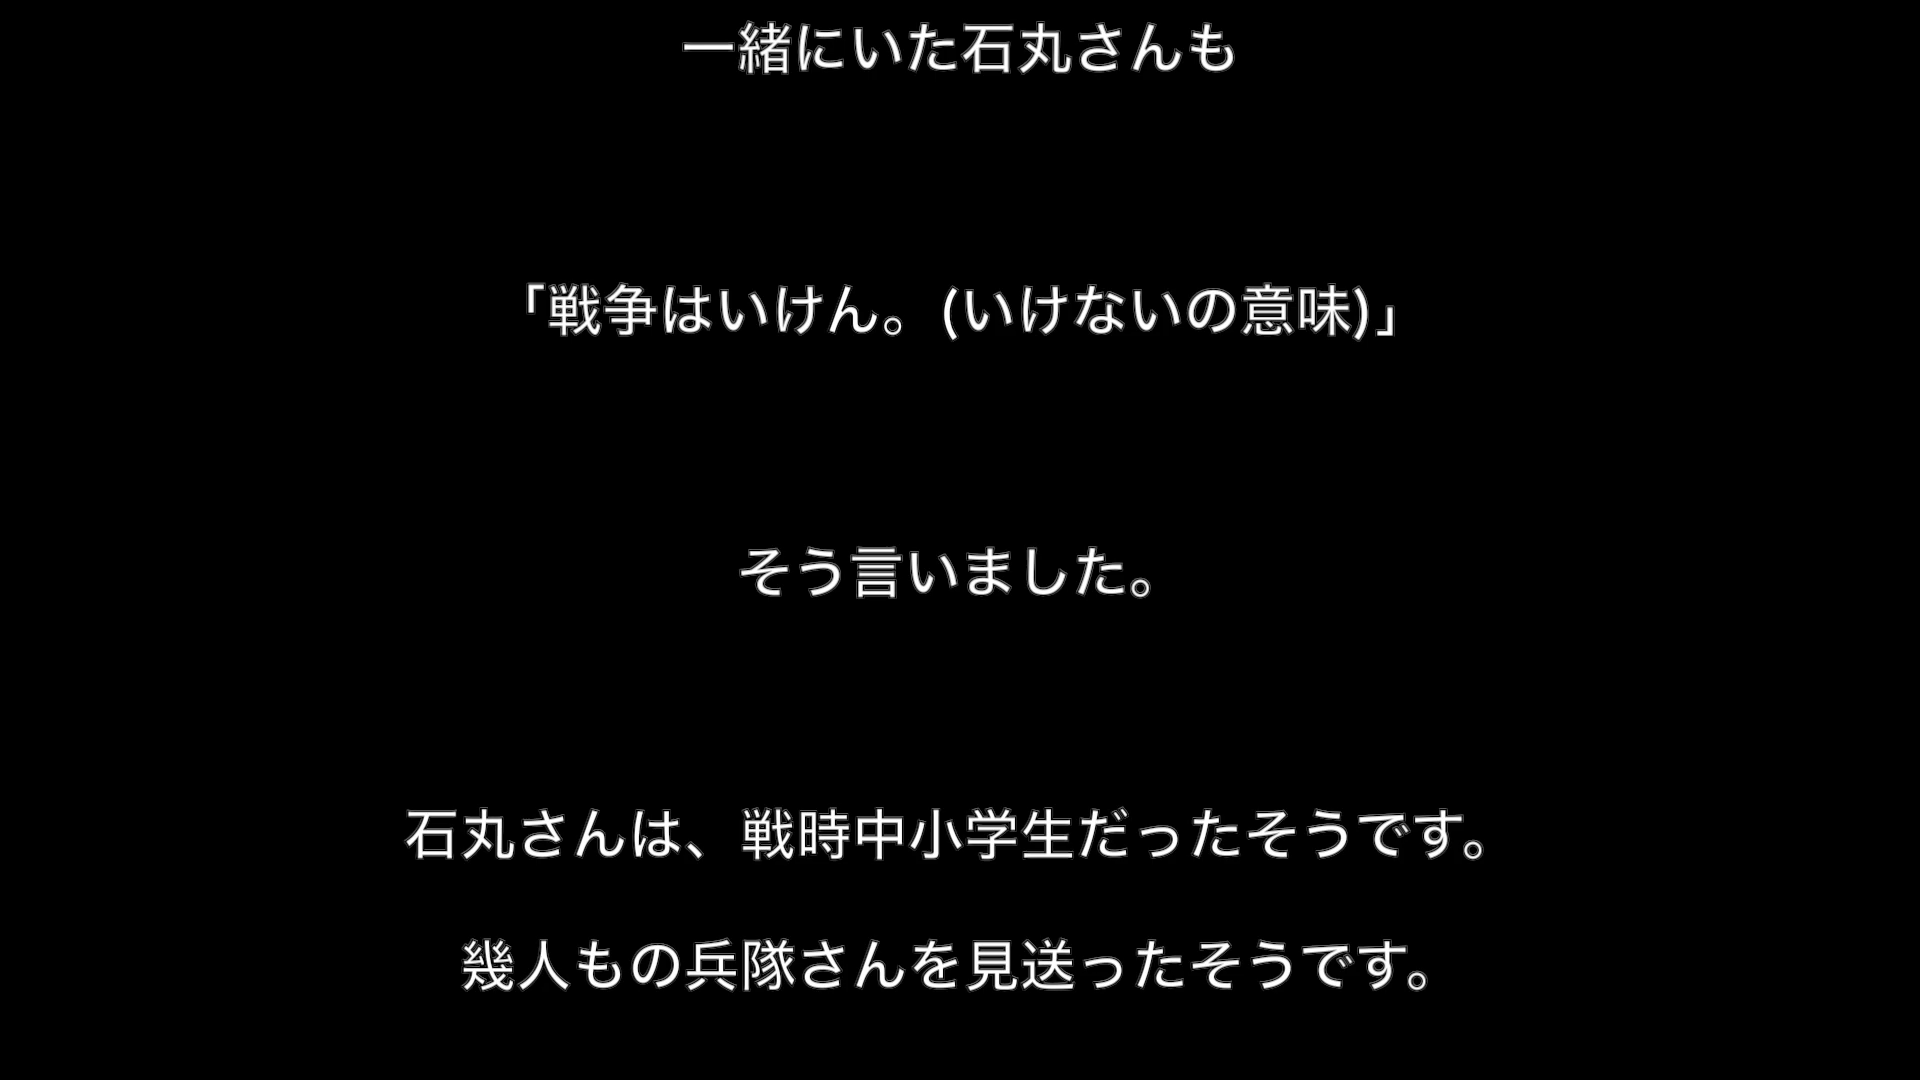 一緒にいた石丸さんも
「戦争はいけん。(いけないの意味)」
そう言いました。
石丸さんは、戦時中小学生だったそうです。
幾人もの兵隊さんを見送ったそうです。